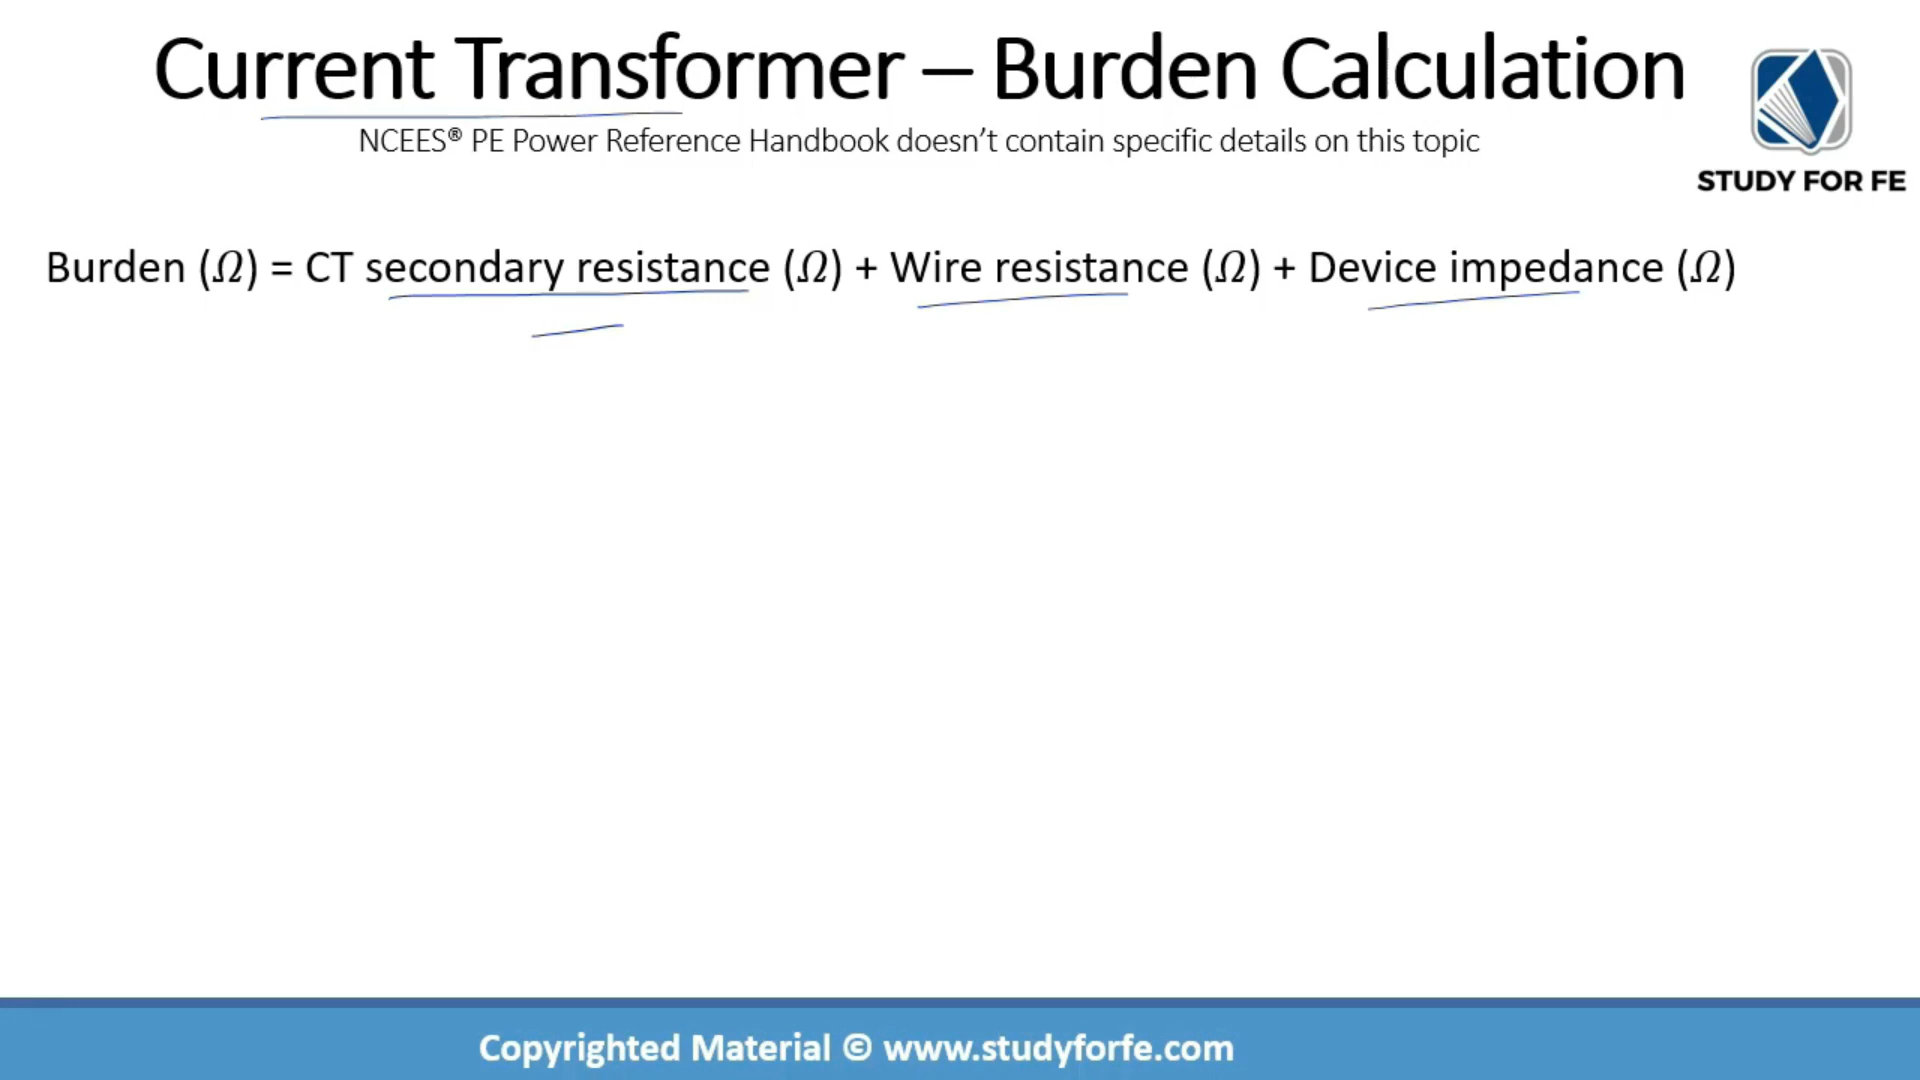 Current Transformer – Burden Calculation
NCEES® PE Power Reference Handbook doesn’t contain specific details on this topic
STUDY FOR FE
Burden (Ω) = CT secondary resistance (Ω) + Wire resistance (Ω) + Device impedance (Ω)
Copyrighted Material © www.studyforfe.com